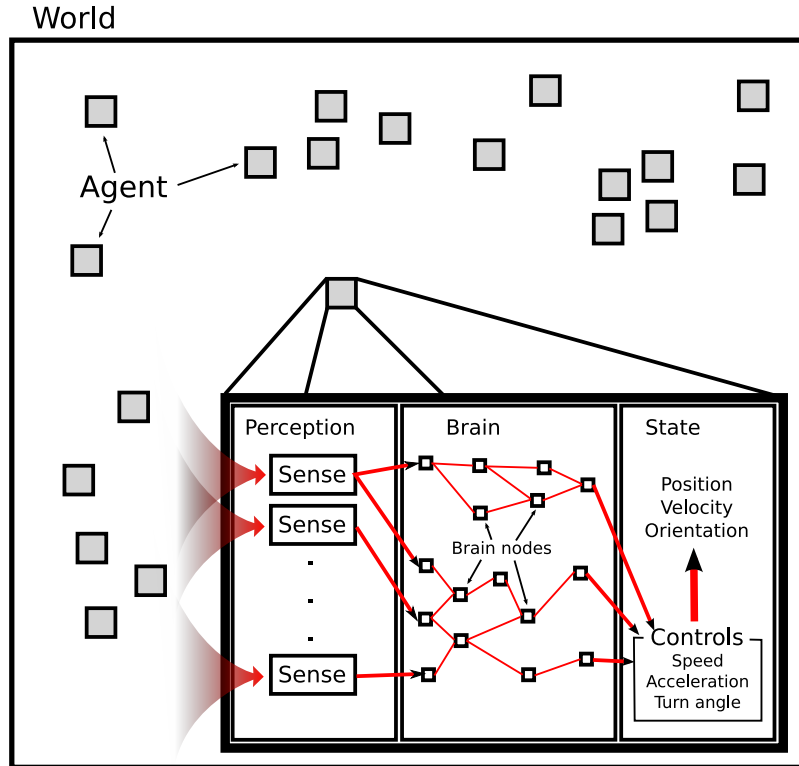 World
Agent
Perception
Brain
State
Sense
Sense
Sense
Brain nodes
Position
Velocity
Orientation
Controls
Speed
Acceleration
Turn angle